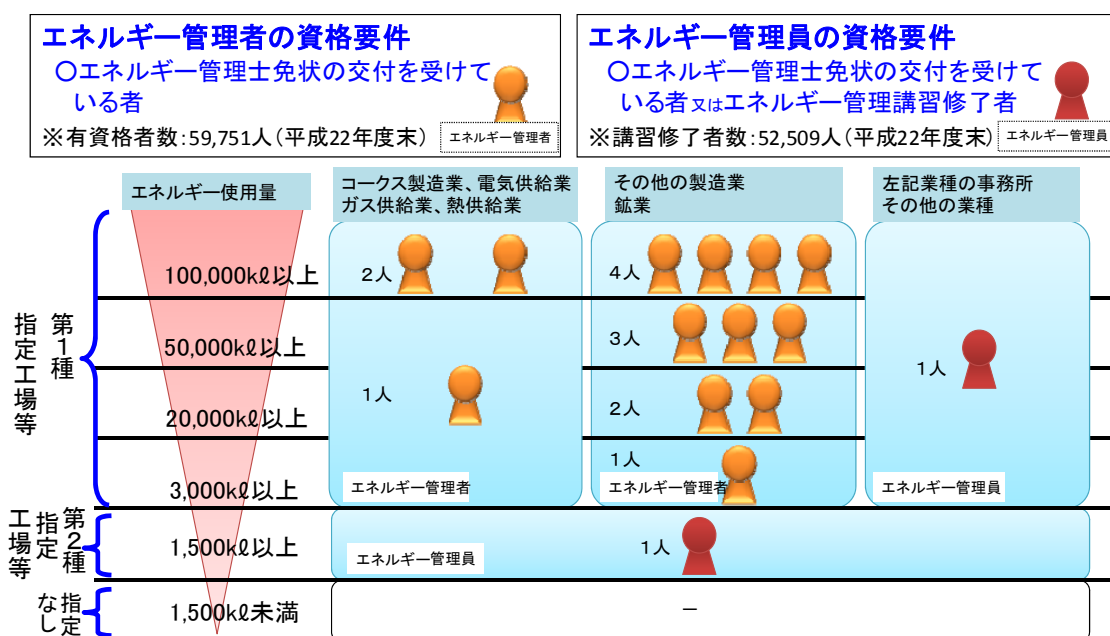 エネルギー管理者の資格要件
○エネルギー管理士免状の交付を受けて
いる者
※有資格者数：59,751人（平成22年度末）
エネルギー管理者
エネルギー管理員の資格要件
○エネルギー管理士免状の交付を受けて
いる者又はエネルギー管理講習修了者
※講習修了者数：52,509人（平成22年度末）
エネルギー管理員
エネルギー使用量
コークス製造業、電気供給業
ガス供給業、熱供給業
その他の製造業
鉱業
左記業種の事務所
その他の業種
第１種
指定工場等
100,000kℓ以上
2人
4人
50,000kℓ以上
3人
20,000kℓ以上
1人
2人
1人
3,000kℓ以上
1人
エネルギー管理者
エネルギー管理者
エネルギー管理員
第２種
指定
工場等
1,500kℓ以上
エネルギー管理員
1人
指定
なし
1,500kℓ未満
－